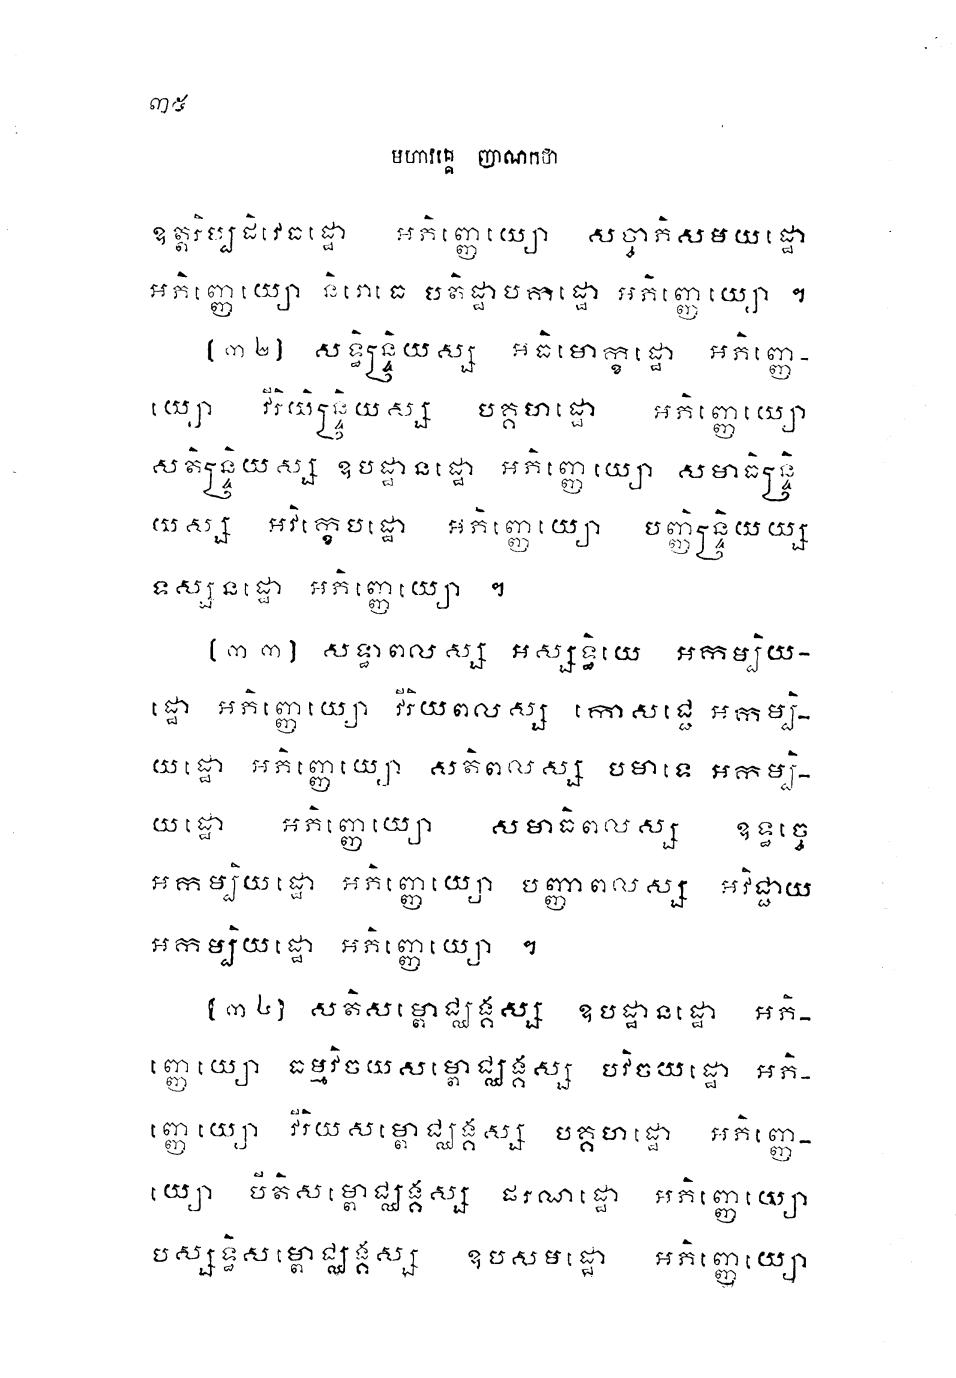 ៣៥
មហាវគ្គេ ញាណកថា
ឧត្តរិប្បដិវេធដ្ឋោ អភិញ្ញេយ្យោ សច្ចាភិសមយដ្ឋោ
អភិញ្ញេយ្យោ និរោធេ បតិដ្ឋាបកដ្ឋោ អភិញ្ញេយ្យោ ។
(៣២) សទ្ធិន្ទ្រិយស្ស អធិមោក្ខដ្ឋោ អភិញ្ញេ-
យ្យោ វីរិយិន្ទ្រិយស្ស បគ្គហដ្ឋោ អភិញ្ញេយ្យោ
សតិន្ទ្រិយស្ស ឧបដ្ឋានដ្ឋោ អភិញ្ញេយ្យោ សមាធិន្ទ្រិ
យស្ស អវិក្ខេបដ្ឋោ អភិញ្ញេយ្យោ បញ្ញិន្ទ្រិយយ្ស
ទស្សនដ្ឋោ អភិញ្ញេយ្យោ ។
(៣៣) សទ្ធាពលស្ស អស្សទ្ធិយេ អកម្បិយ-
ដ្ឋោ អភិញ្ញេយ្យោ វីរិយពលស្ស កោសជ្ជេ អកម្បិ-
យដ្ឋោ អភិញ្ញេយ្យោ សតិពលស្ស បមាទេ អកម្បិ-
យដ្ឋោ អភិញ្ញេយ្យោ សមាធិពលស្ស ឧទ្ធច្ចេ
អកម្បិយដ្ឋោ អភិញ្ញេយ្យោ បញ្ញាពលស្ស អវិជ្ជាយ
អកម្បិយដ្ឋោ អភិញ្ញេយ្យោ ។
(៣៤) សតិសម្ពោជ្ឈង្គស្ស ឧបដ្ឋានដ្ឋោ អភិ-
ញ្ញេយ្យោ ធម្មវិចយសម្ពោជ្ឈង្គស្ស បវិចយដ្ឋោ អភិ-
ញ្ញេយ្យោ វីរិយសម្ពោជ្ឈង្គស្ស បគ្គហដ្ឋោ អភិញ្ញេ-
យ្យោ បីតិសម្ពោជ្ឈង្គស្ស ផរណដ្ឋោ អភិញ្ញេយ្យោ
បស្សទ្ធិសម្ពោជ្ឈង្គស្ស ឧបសមដ្ឋោ អភិញ្ញេយ្យោ